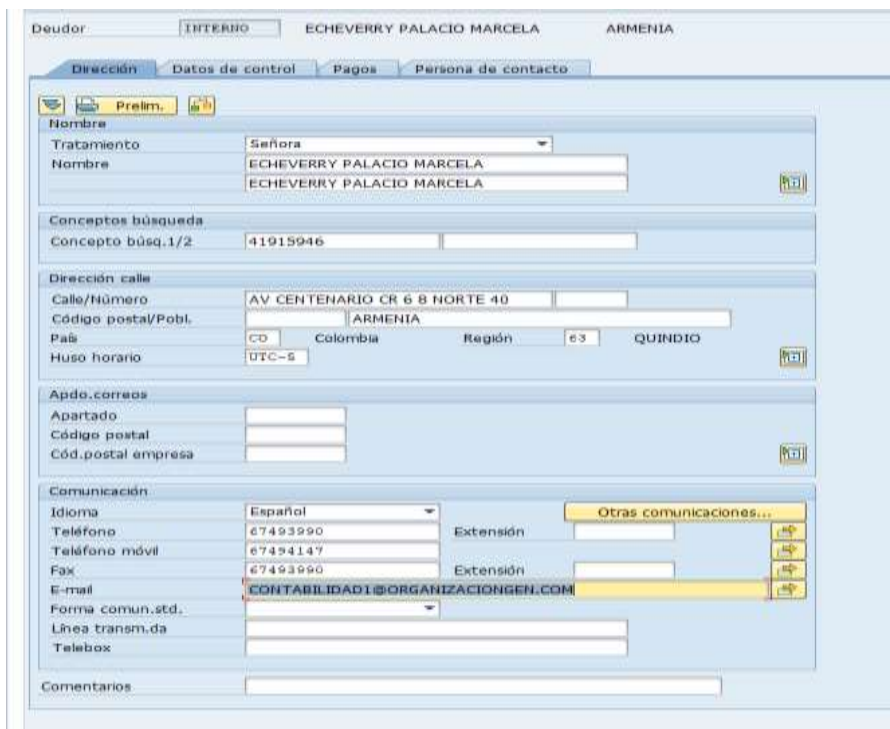 Deudor INTERNO ECHEVERRY PALACIO MARCELA ARMENIA
Dirección Datos de control Pagos Persona de contacto
Prelim.
Nombre
Tratamiento Señora
Nombre ECHEVERRY PALACIO MARCELA
ECHEVERRY PALACIO MARCELA
Conceptos búsqueda
Concepto búsq.1/2 41915946
Dirección calle
Calle/Número AV CENTENARIO CR 6 8 NORTE 40
Código postal/Pobl. ARMENIA
País CO Colombia Región 63 QUINDIO
Huso horario UTC-5
Apdo.correos
Apartado
Código postal
Cód.postal empresa
Comunicación
Idioma Español Otras comunicaciones...
Teléfono 67493990 Extensión
Teléfono móvil 67494147
Fax 67493990 Extensión
E-mail CONTABILIDAD1@ORGANIZACIONGEN.COM
Forma comun.std.
Línea transm.da
Telebox
Comentarios